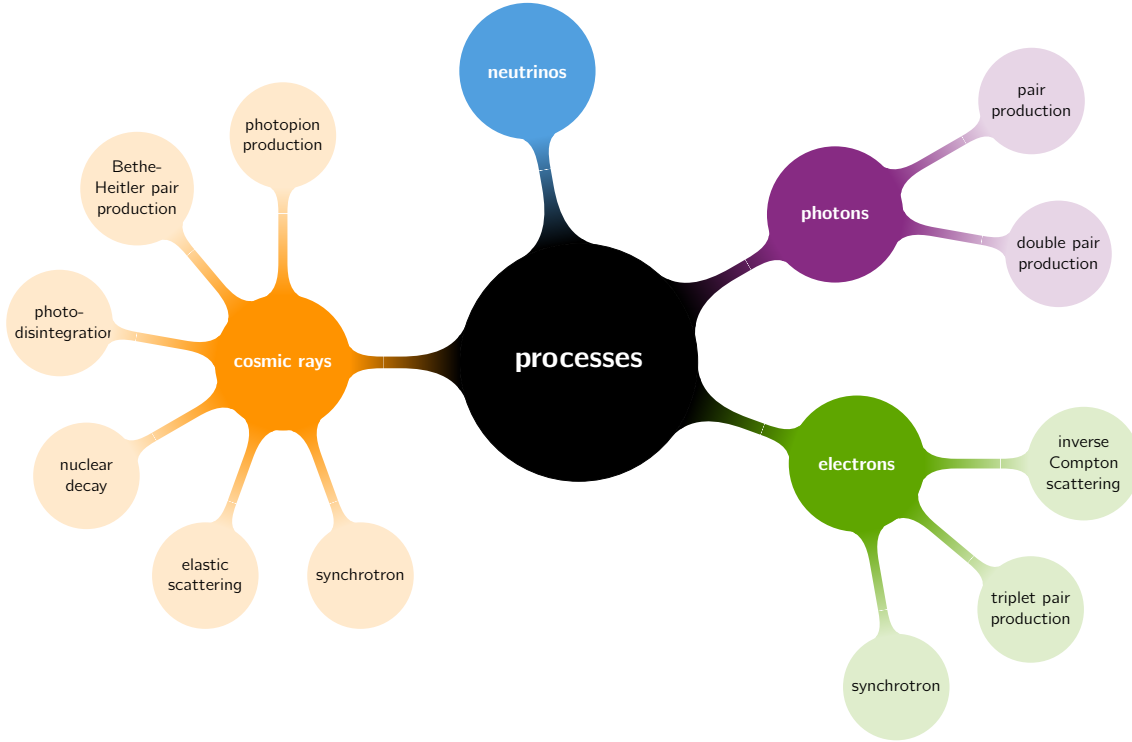 neutrinos
pair
production
photopion
production
Bethe-
Heitler pair
production
photons
double pair
production
photo-
disintegration
processes
cosmic rays
inverse
Compton
scattering
electrons
nuclear
decay
elastic
scattering
synchrotron
triplet pair
production
synchrotron